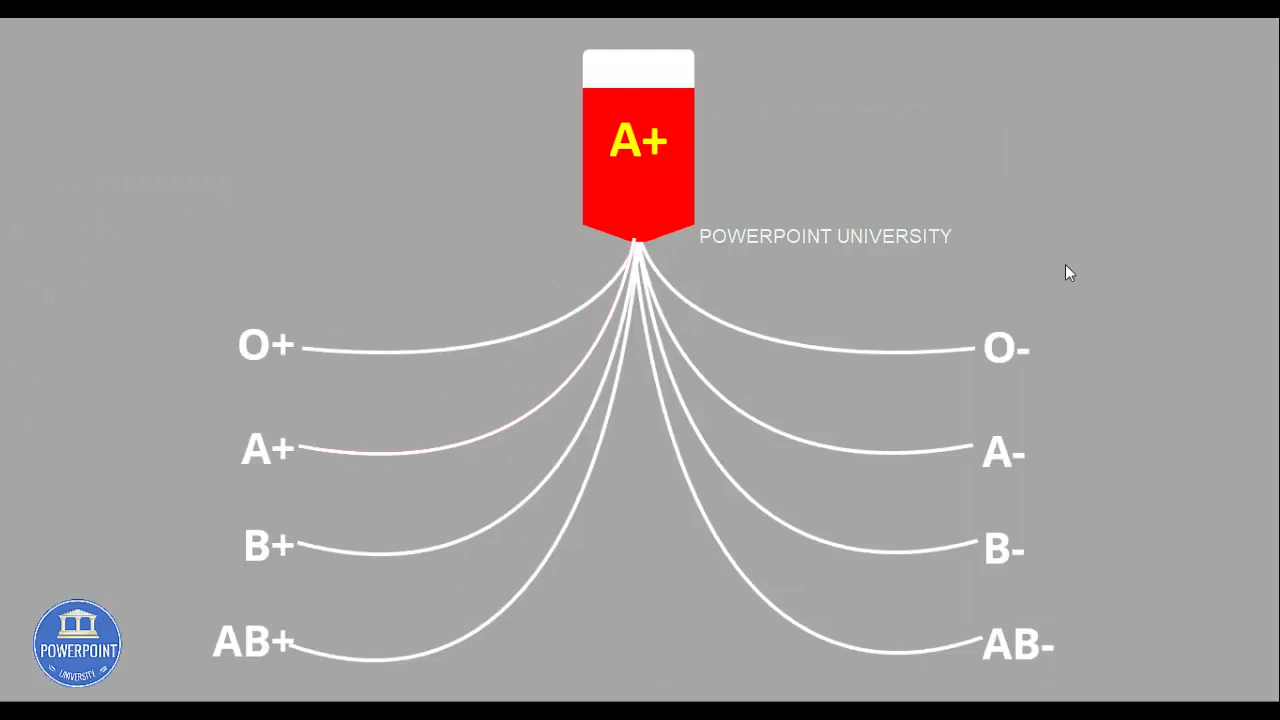 A+
POWERPOINT UNIVERSITY
O+
O-
A+
A-
B+
B-
AB+
AB-
POWERPOINT
UNIVERSITY